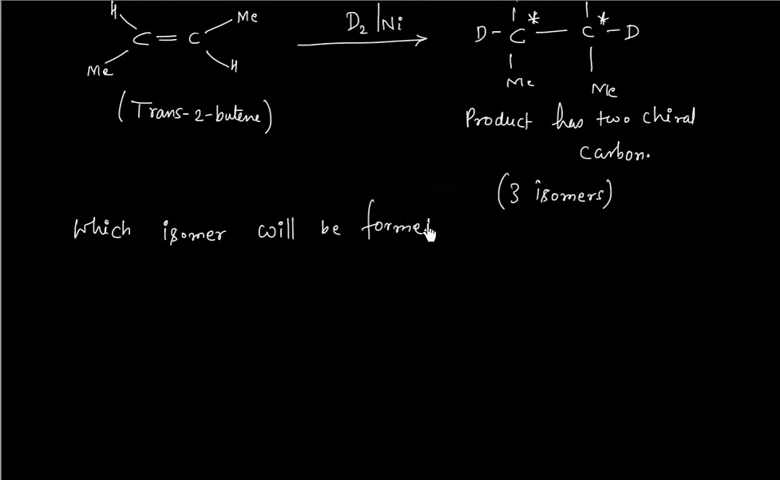 H Me D₂ | Ni D - C* — C* - D
C = C
Me H Me Me
(Trans-2-butene) Product has two chiral
carbon.
(3 isomers)
Which isomer will be formed